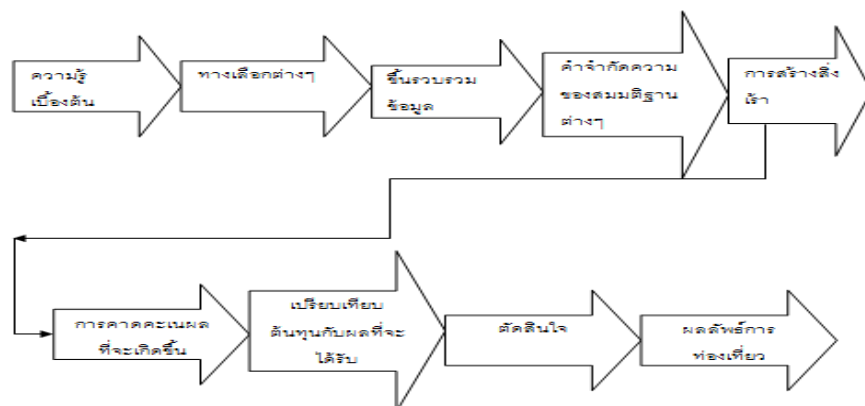 ความรู้
เบื้องต้น
ทางเลือกต่างๆ
ขึ้นรวบรวม
ข้อมูล
คำจำกัดความ
ของสมมติฐาน
ต่างๆ
การสร้างสิ่ง
เร้า
การคาดคะเนผล
ที่จะเกิดขึ้น
เปรียบเทียบ
ต้นทุนกับผลที่จะ
ได้รับ
ตัดสินใจ
ผลลัพธ์การ
ท่องเที่ยว